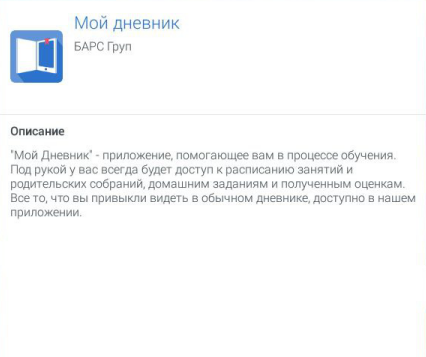 Мой дневник
БАРС Груп
Описание
"Мой Дневник" - приложение, помогающее вам в процессе обучения.
Под рукой у вас всегда будет доступ к расписанию занятий и
родительских собраний, домашним заданиям и полученным оценкам.
Все то, что вы привыкли видеть в обычном дневнике, доступно в нашем
приложении.